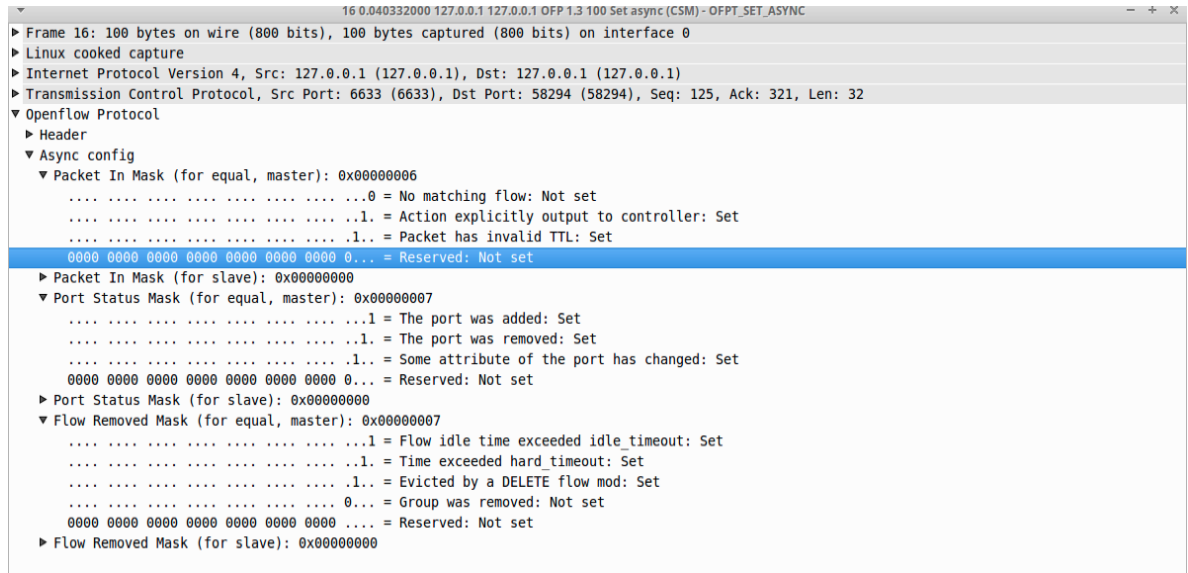 16 0.040332000 127.0.0.1 127.0.0.1 OFP 1.3 100 Set async (CSM) - OFPT_SET_ASYNC
Frame 16: 100 bytes on wire (800 bits), 100 bytes captured (800 bits) on interface 0
Linux cooked capture
Internet Protocol Version 4, Src: 127.0.0.1 (127.0.0.1), Dst: 127.0.0.1 (127.0.0.1)
Transmission Control Protocol, Src Port: 6633 (6633), Dst Port: 58294 (58294), Seq: 125, Ack: 321, Len: 32
Openflow Protocol
Header
Async config
Packet In Mask (for equal, master): 0x00000006
.... .... .... .... .... .... .... ...0 = No matching flow: Not set
.... .... .... .... .... .... .... ..1. = Action explicitly output to controller: Set
.... .... .... .... .... .... .... .1.. = Packet has invalid TTL: Set
0000 0000 0000 0000 0000 0000 0000 0... = Reserved: Not set
Packet In Mask (for slave): 0x00000000
Port Status Mask (for equal, master): 0x00000007
.... .... .... .... .... .... .... ...1 = The port was added: Set
.... .... .... .... .... .... .... ..1. = The port was removed: Set
.... .... .... .... .... .... .... .1.. = Some attribute of the port has changed: Set
0000 0000 0000 0000 0000 0000 0000 0... = Reserved: Not set
Port Status Mask (for slave): 0x00000000
Flow Removed Mask (for equal, master): 0x00000007
.... .... .... .... .... .... .... ...1 = Flow idle time exceeded idle_timeout: Set
.... .... .... .... .... .... .... ..1. = Time exceeded hard_timeout: Set
.... .... .... .... .... .... .... .1.. = Evicted by a DELETE flow mod: Set
.... .... .... .... .... .... .... 0... = Group was removed: Not set
0000 0000 0000 0000 0000 0000 0000 .... = Reserved: Not set
Flow Removed Mask (for slave): 0x00000000